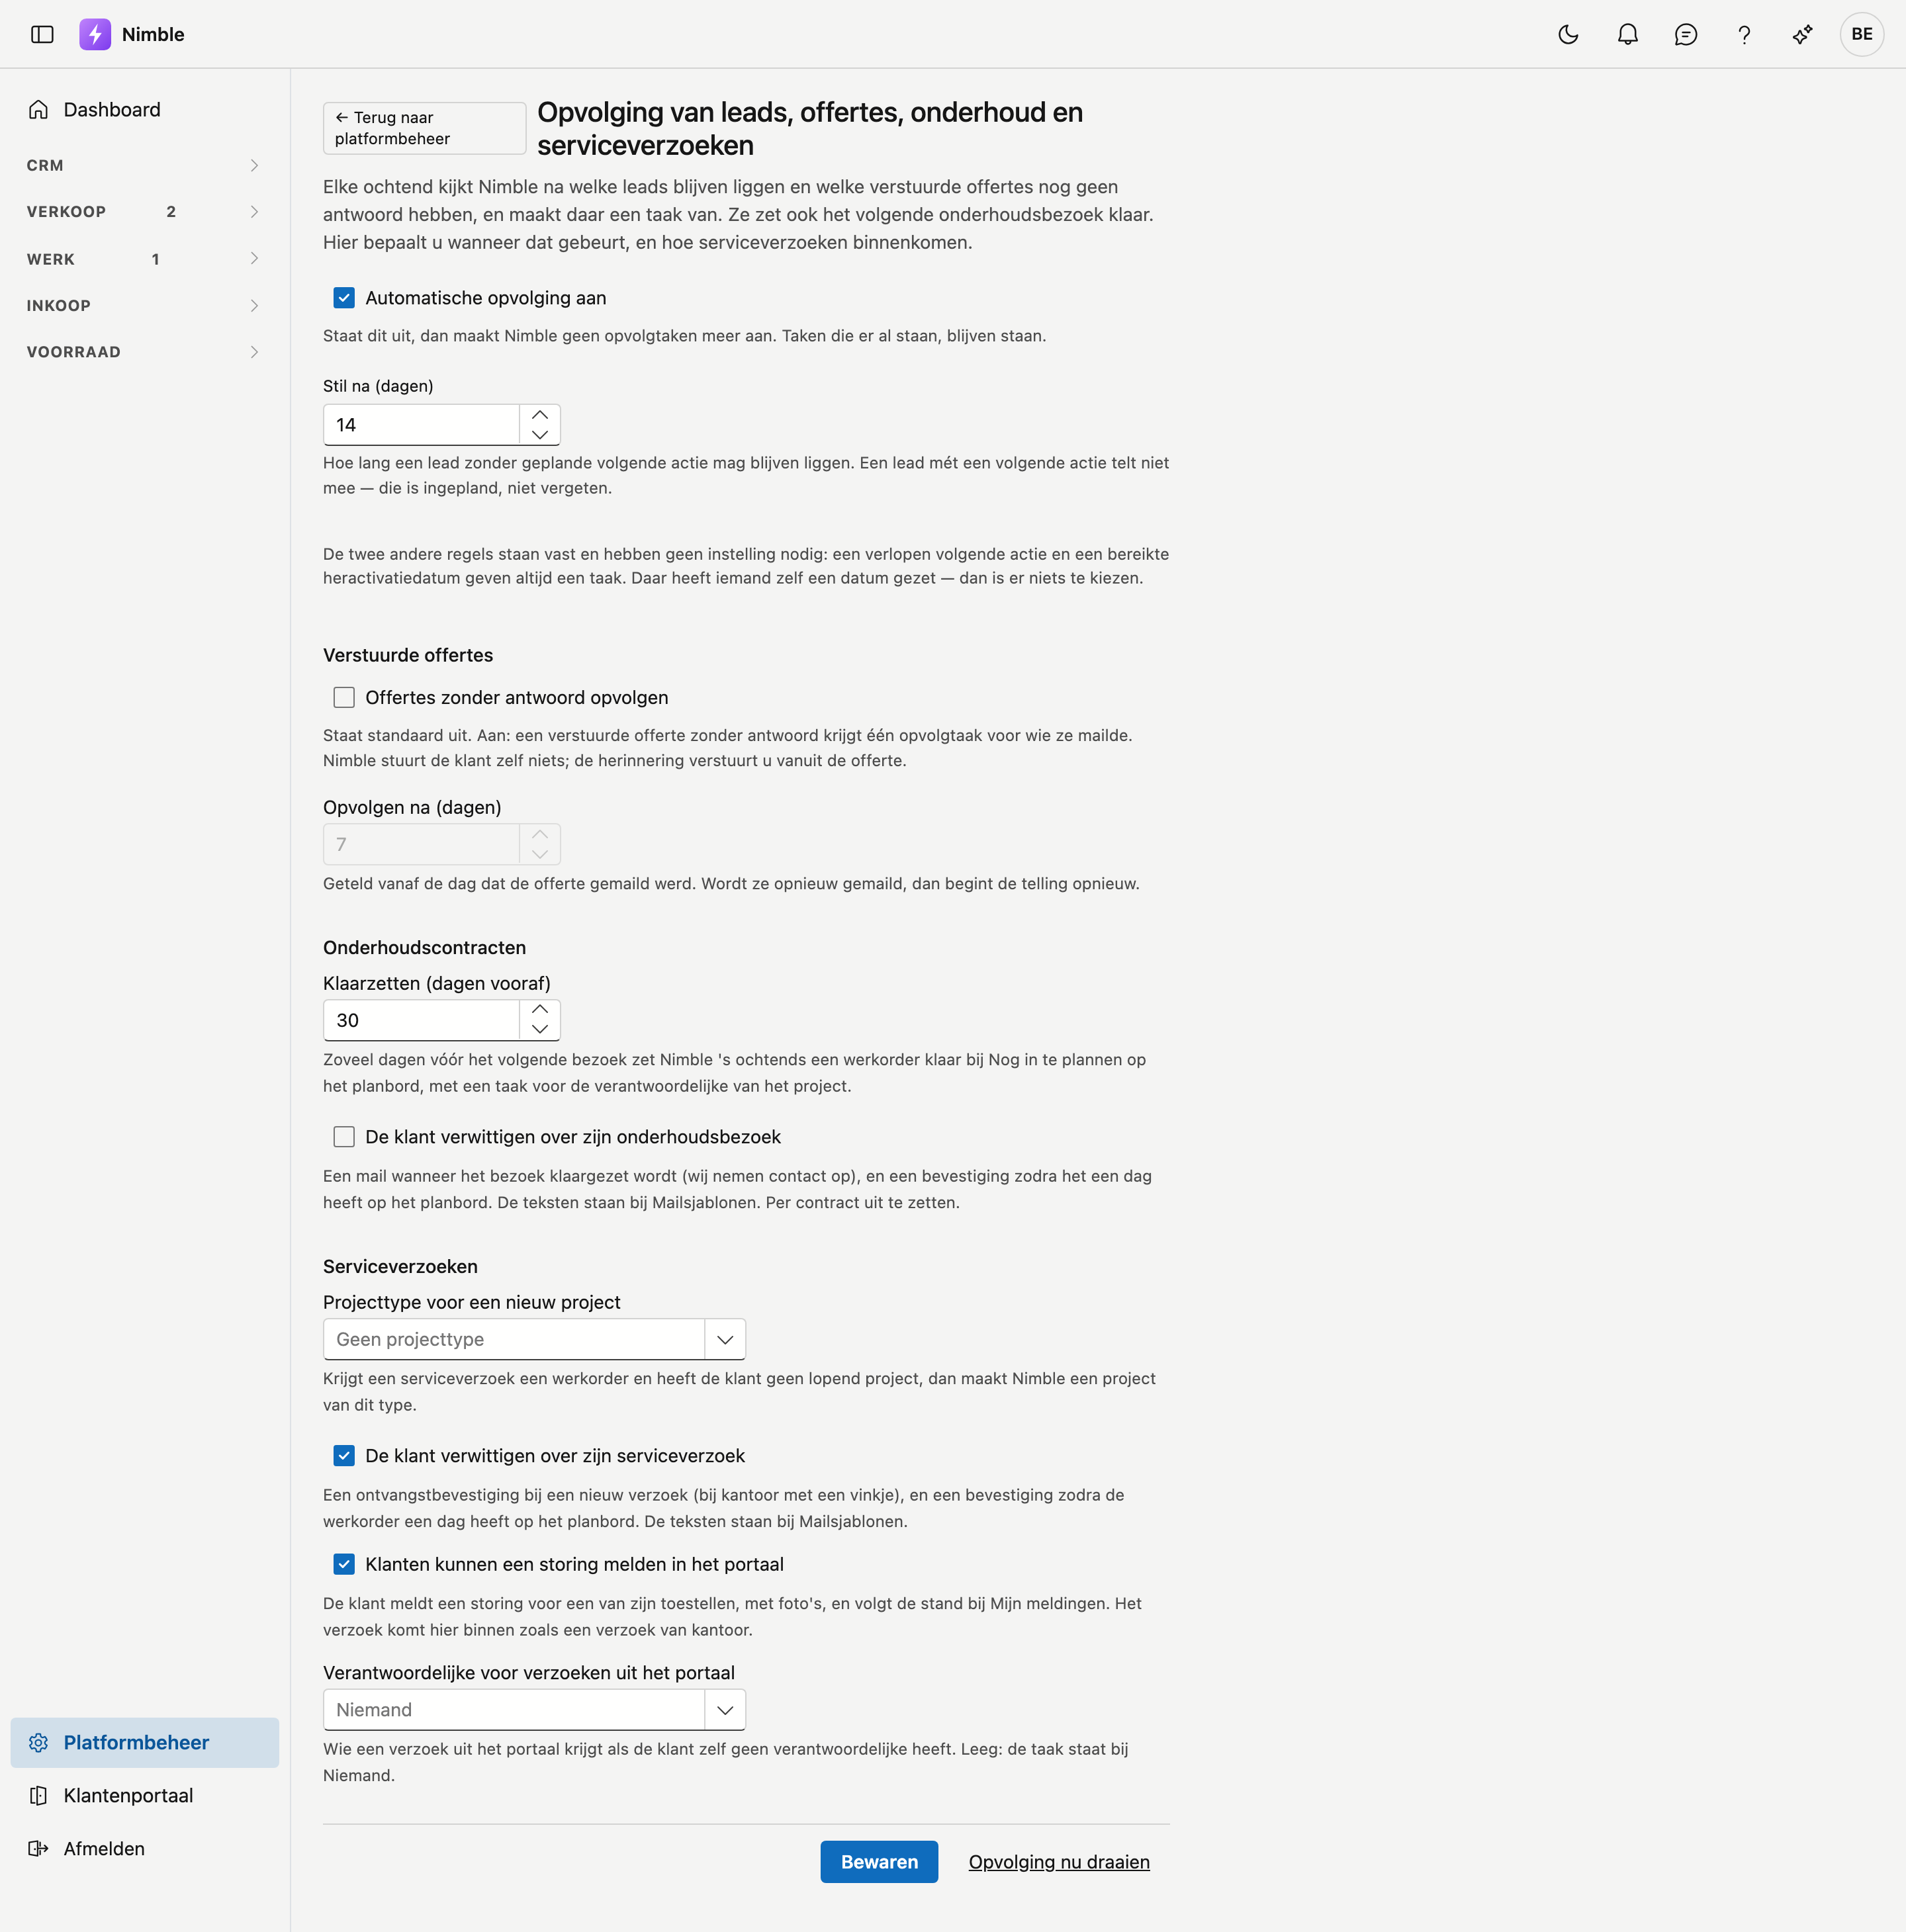 Nimble
BE
Dashboard
CRM
VERKOOP 2
WERK 1
INKOOP
VOORRAAD
Platformbeheer
Klantenportaal
Afmelden
← Terug naar
platformbeheer
Opvolging van leads, offertes, onderhoud en
serviceverzoeken
Elke ochtend kijkt Nimble na welke leads blijven liggen en welke verstuurde offertes nog geen
antwoord hebben, en maakt daar een taak van. Ze zet ook het volgende onderhoudsbezoek klaar.
Hier bepaalt u wanneer dat gebeurt, en hoe serviceverzoeken binnenkomen.
Automatische opvolging aan
Staat dit uit, dan maakt Nimble geen opvolgtaken meer aan. Taken die er al staan, blijven staan.
Stil na (dagen)
14
Hoe lang een lead zonder geplande volgende actie mag blijven liggen. Een lead mét een volgende actie telt niet
mee — die is ingepland, niet vergeten.
De twee andere regels staan vast en hebben geen instelling nodig: een verlopen volgende actie en een bereikte
heractivatiedatum geven altijd een taak. Daar heeft iemand zelf een datum gezet — dan is er niets te kiezen.
Verstuurde offertes
Offertes zonder antwoord opvolgen
Staat standaard uit. Aan: een verstuurde offerte zonder antwoord krijgt één opvolgtaak voor wie ze mailde.
Nimble stuurt de klant zelf niets; de herinnering verstuurt u vanuit de offerte.
Opvolgen na (dagen)
7
Geteld vanaf de dag dat de offerte gemaild werd. Wordt ze opnieuw gemaild, dan begint de telling opnieuw.
Onderhoudscontracten
Klaarzetten (dagen vooraf)
30
Zoveel dagen vóór het volgende bezoek zet Nimble 's ochtends een werkorder klaar bij Nog in te plannen op
het planbord, met een taak voor de verantwoordelijke van het project.
De klant verwittigen over zijn onderhoudsbezoek
Een mail wanneer het bezoek klaargezet wordt (wij nemen contact op), en een bevestiging zodra het een dag
heeft op het planbord. De teksten staan bij Mailsjablonen. Per contract uit te zetten.
Serviceverzoeken
Projecttype voor een nieuw project
Geen projecttype
Krijgt een serviceverzoek een werkorder en heeft de klant geen lopend project, dan maakt Nimble een project
van dit type.
De klant verwittigen over zijn serviceverzoek
Een ontvangstbevestiging bij een nieuw verzoek (bij kantoor met een vinkje), en een bevestiging zodra de
werkorder een dag heeft op het planbord. De teksten staan bij Mailsjablonen.
Klanten kunnen een storing melden in het portaal
De klant meldt een storing voor een van zijn toestellen, met foto's, en volgt de stand bij Mijn meldingen. Het
verzoek komt hier binnen zoals een verzoek van kantoor.
Verantwoordelijke voor verzoeken uit het portaal
Niemand
Wie een verzoek uit het portaal krijgt als de klant zelf geen verantwoordelijke heeft. Leeg: de taak staat bij
Niemand.
Bewaren
Opvolging nu draaien